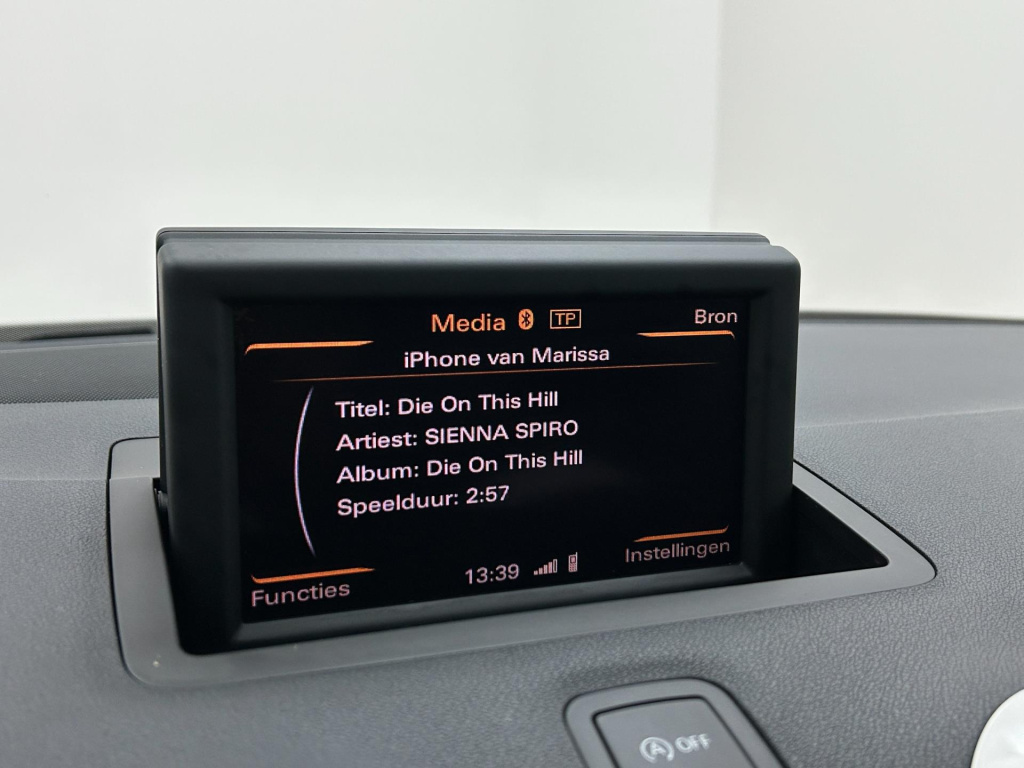 Media TP
Bron
iPhone van Marissa
Titel: Die On This Hill
Artiest: SIENNA SPIRO
Album: Die On This Hill
Speelduur: 2:57
Functies
13:39
Instellingen
A OFF